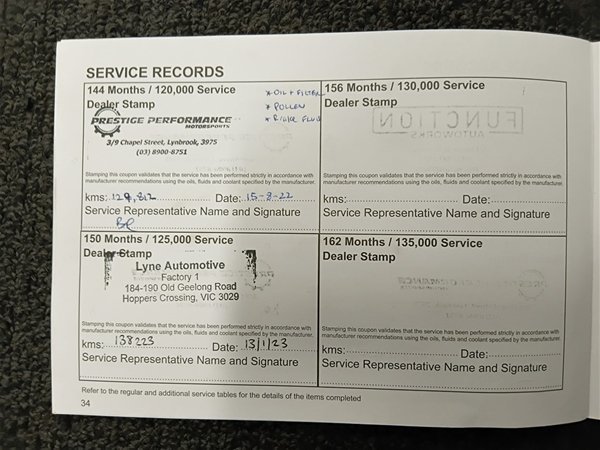 SERVICE RECORDS
144 Months / 120,000 Service
Dealer Stamp
* OIL + FILTER
* POLLEN
* BRAKE FLUID
PRESTIGE PERFORMANCE
MOTORSPORTS
3/9 Chapel Street, Lynbrook, 3975
(03) 8900-8751
Stamping this coupon validates that the service has been performed strictly in accordance with
manufacturer recommendations using the oils, fluids and coolant specified by the manufacturer.
kms: 129,812 Date: 15-8-22
Service Representative Name and Signature
156 Months / 130,000 Service
Dealer Stamp
FUNCTION
AUTOWORKS
Stamping this coupon validates that the service has been performed strictly in accordance with
manufacturer recommendations using the oils, fluids and coolant specified by the manufacturer.
kms: Date:
Service Representative Name and Signature
150 Months / 125,000 Service
Dealer Stamp
Lyne Automotive
Factory 1
184-190 Old Geelong Road
Hoppers Crossing, VIC 3029
Stamping this coupon validates that the service has been performed strictly in accordance with
manufacturer recommendations using the oils, fluids and coolant specified by the manufacturer.
kms: 138223 Date: 13/1/23
Service Representative Name and Signature
162 Months / 135,000 Service
Dealer Stamp
Stamping this coupon validates that the service has been performed strictly in accordance with
manufacturer recommendations using the oils, fluids and coolant specified by the manufacturer.
kms: Date:
Service Representative Name and Signature
Refer to the regular and additional service tables for the details of the items completed
34